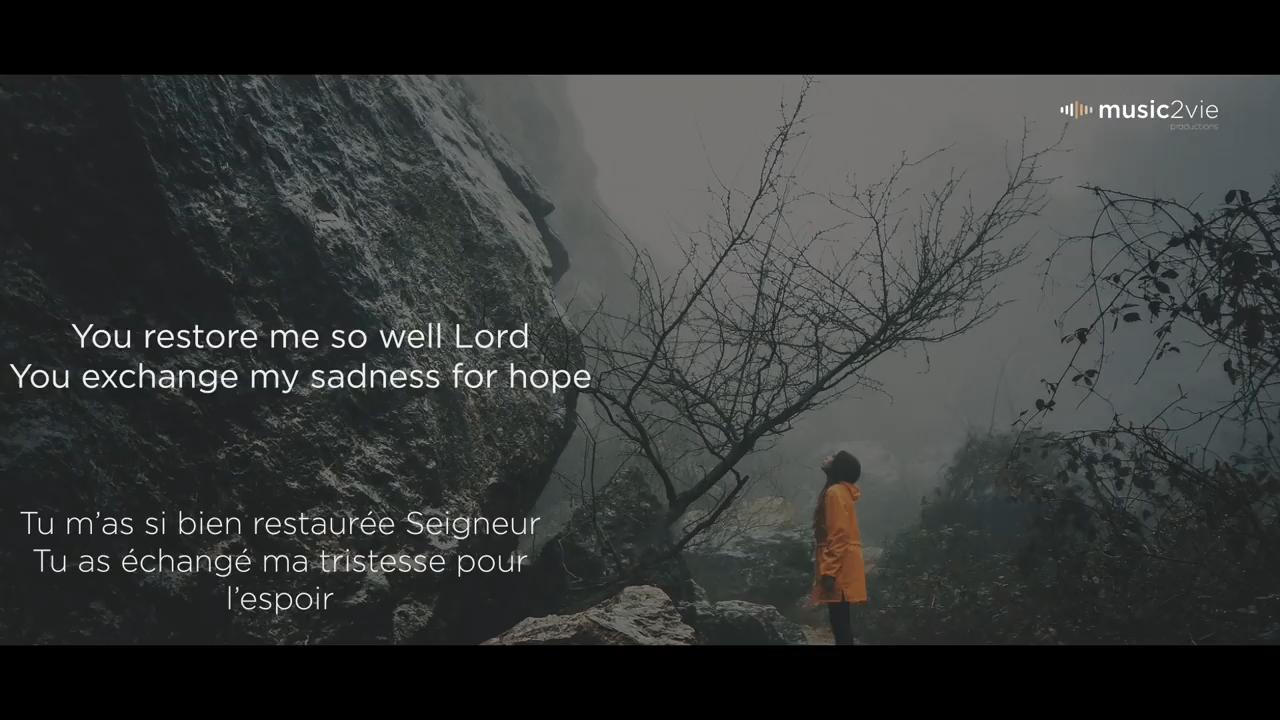 music2vie
productions
You restore me so well Lord
You exchange my sadness for hope
Tu m’as si bien restaurée Seigneur
Tu as échangé ma tristesse pour
l’espoir